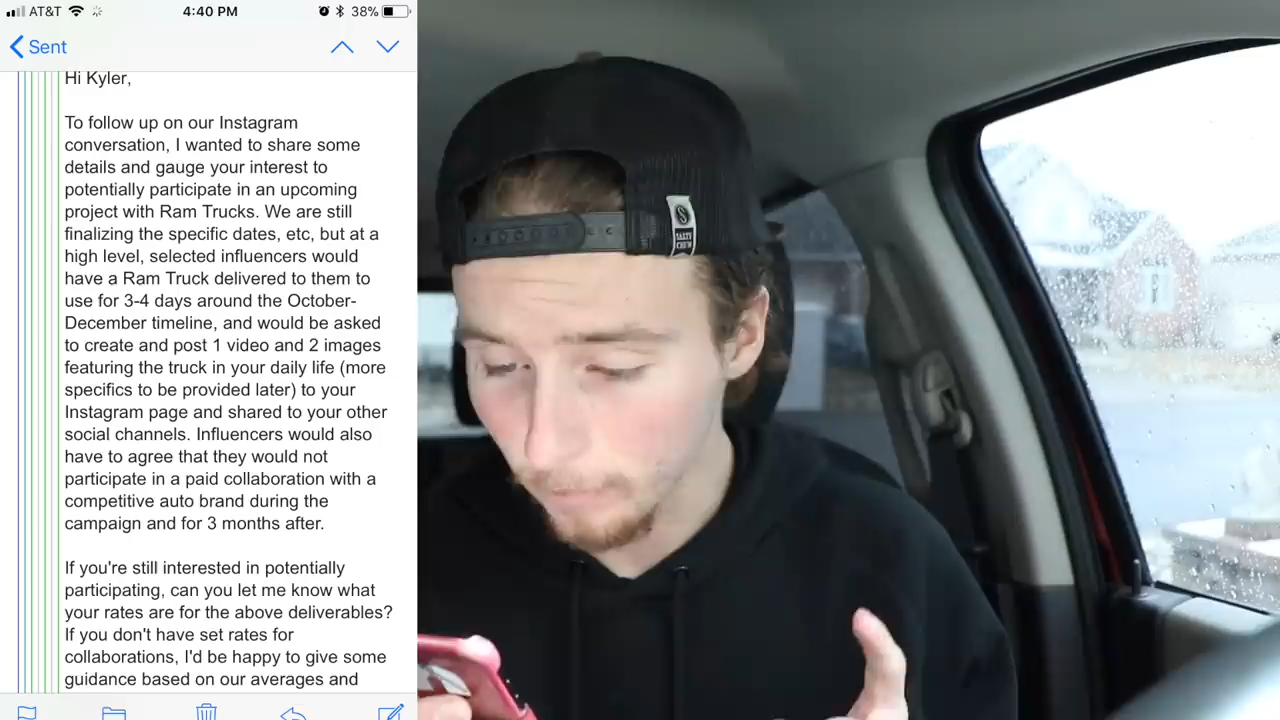 AT&T
4:40 PM
38%
Sent
Hi Kyler,
To follow up on our Instagram
conversation, I wanted to share some
details and gauge your interest to
potentially participate in an upcoming
project with Ram Trucks. We are still
finalizing the specific dates, etc, but at a
high level, selected influencers would
have a Ram Truck delivered to them to
use for 3-4 days around the October-
December timeline, and would be asked
to create and post 1 video and 2 images
featuring the truck in your daily life (more
specifics to be provided later) to your
Instagram page and shared to your other
social channels. Influencers would also
have to agree that they would not
participate in a paid collaboration with a
competitive auto brand during the
campaign and for 3 months after.
If you're still interested in potentially
participating, can you let me know what
your rates are for the above deliverables?
If you don't have set rates for
collaborations, I'd be happy to give some
guidance based on our averages and